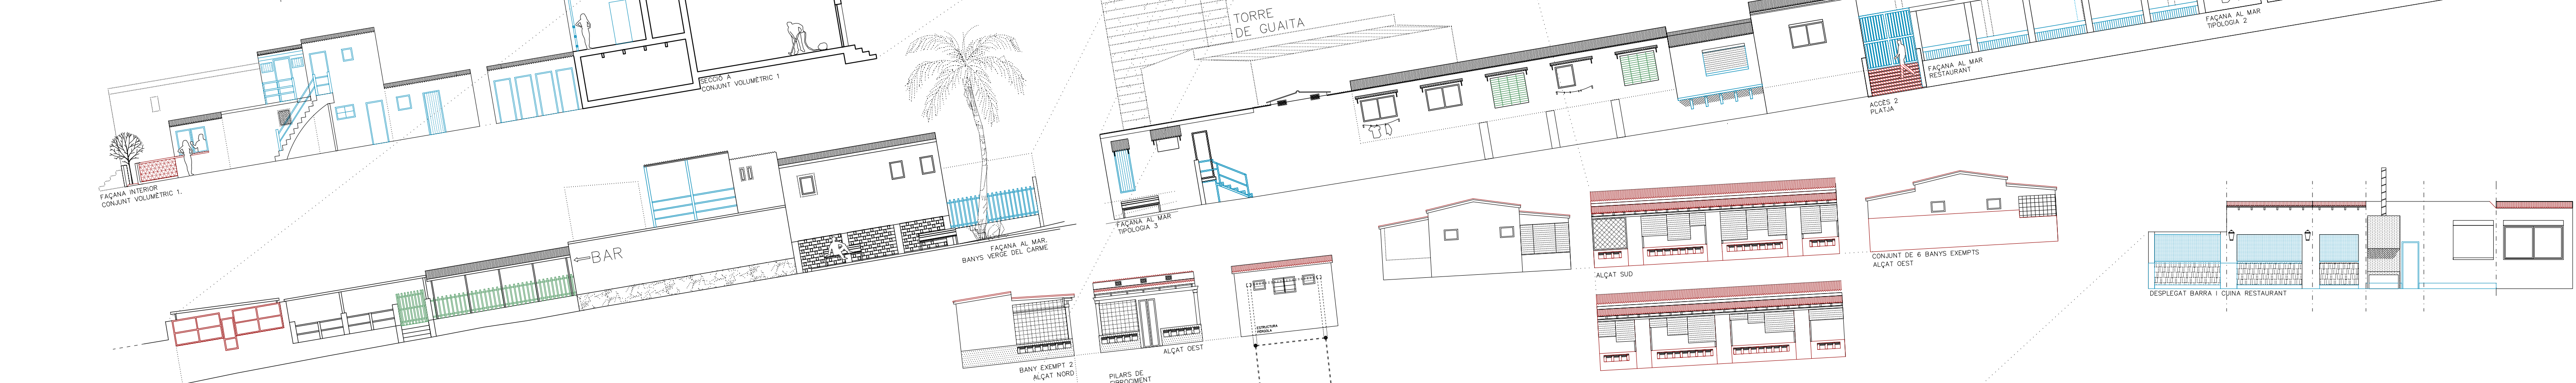 TORRE
DE GUAITA
FAÇANA AL MAR
TIPOLOGIA 2
SECCIÓ A
CONJUNT VOLUMÈTRIC 1
FAÇANA AL MAR
RESTAURANT
ACCÉS 2
PLATJA
FAÇANA INTERIOR
CONJUNT VOLUMÈTRIC 1.
FAÇANA AL MAR
TIPOLOGIA 3
BAR
FAÇANA AL MAR.
BANYS VERGE DEL CARME
ALÇAT SUD
CONJUNT DE 6 BANYS EXEMPTS
ALÇAT OEST
DESPLEGAT BARRA I CUINA RESTAURANT
ESTRUCTURA
PÈRGOLA
ALÇAT OEST
BANY EXEMPT 2
ALÇAT NORD
PILARS DE
FIBROCIMENT